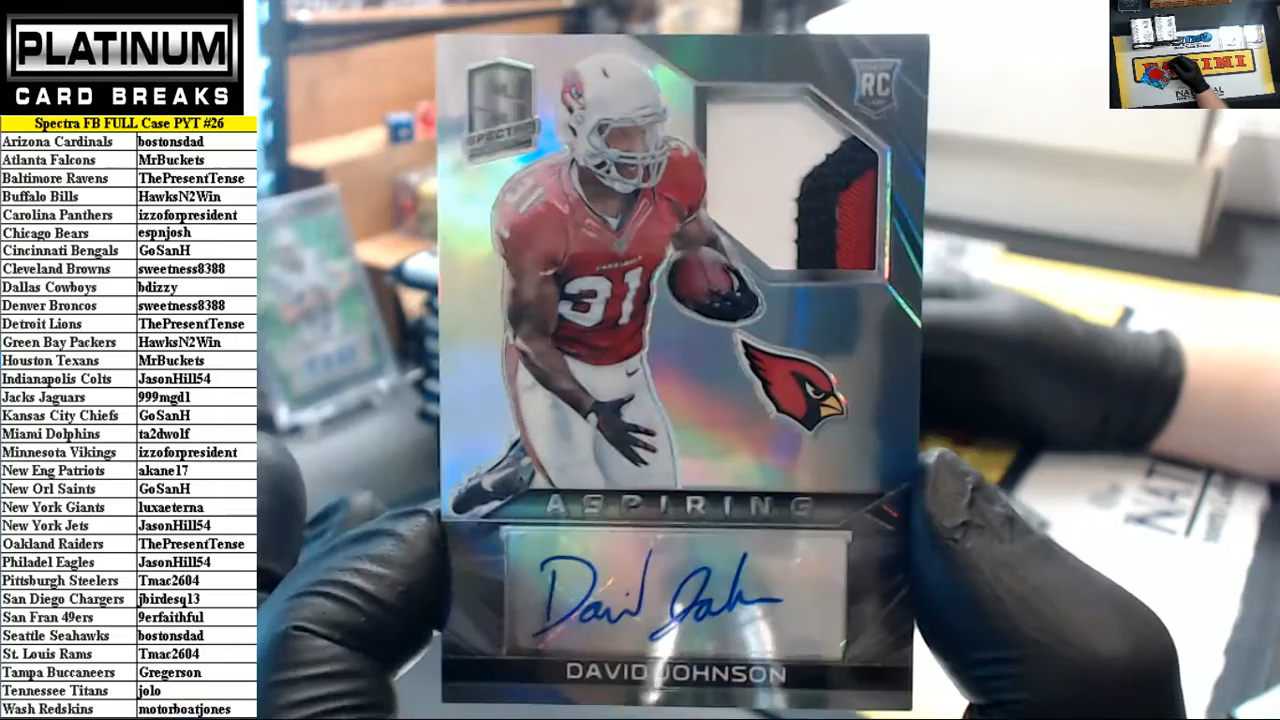 PLATINUM
CARD BREAKS
Spectra FB FULL Case PYT #26
Arizona Cardinals bostonsdad
Atlanta Falcons MrBuckets
Baltimore Ravens ThePresentTense
Buffalo Bills HawksN2Win
Carolina Panthers izzoforpresident
Chicago Bears espnjosh
Cincinnati Bengals GoSanH
Cleveland Browns sweetness8388
Dallas Cowboys bdizzy
Denver Broncos sweetness8388
Detroit Lions ThePresentTense
Green Bay Packers HawksN2Win
Houston Texans MrBuckets
Indianapolis Colts JasonHill54
Jacks Jaguars 999mgd1
Kansas City Chiefs GoSanH
Miami Dolphins ta2dwolf
Minnesota Vikings izzoforpresident
New Eng Patriots akane17
New Orl Saints GoSanH
New York Giants luxaeterna
New York Jets JasonHill54
Oakland Raiders ThePresentTense
Philadel Eagles JasonHill54
Pittsburgh Steelers Tmac2604
San Diego Chargers jbirdesq13
San Fran 49ers 9erfaithful
Seattle Seahawks bostonsdad
St. Louis Rams Tmac2604
Tampa Buccaneers Gregerson
Tennessee Titans jolo
Wash Redskins motorboatjones
SPECTRA
RC
31
CARDINALS
31
ASPIRING
David Johnson
DAVID JOHNSON
PANINI